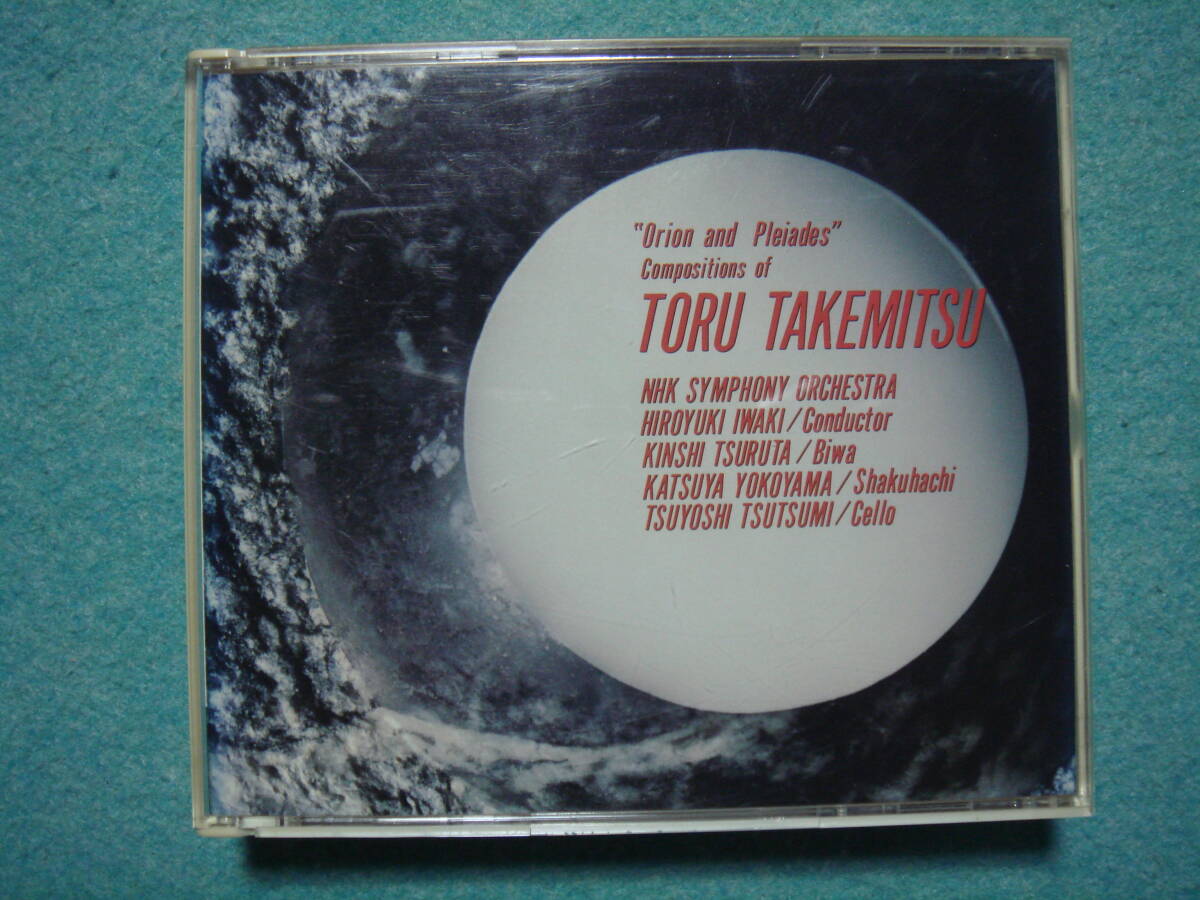 "Orion and Pleiades"
Compositions of
TORU TAKEMITSU
NHK SYMPHONY ORCHESTRA
HIROYUKI IWAKI/Conductor
KINSHI TSURUTA/Biwa
KATSUYA YOKOYAMA/Shakuhachi
TSUYOSHI TSUTSUMI/Cello